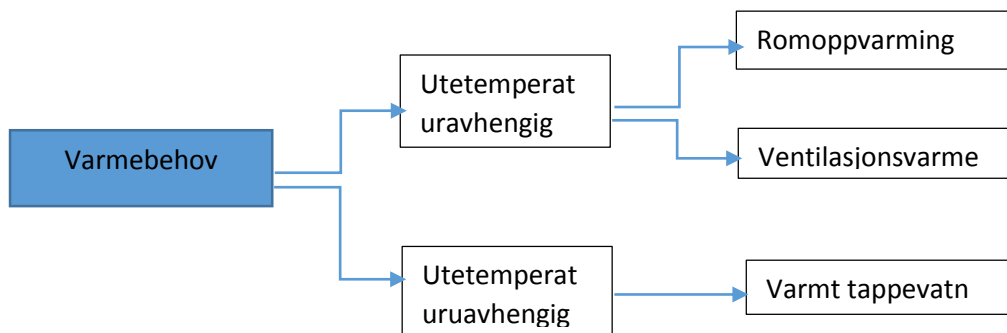 Romoppvarming
Utetemperat
uravhengig
Varmebehov
Ventilasjonsvarme
Utetemperat
uruavhengig
Varmt tappevatn